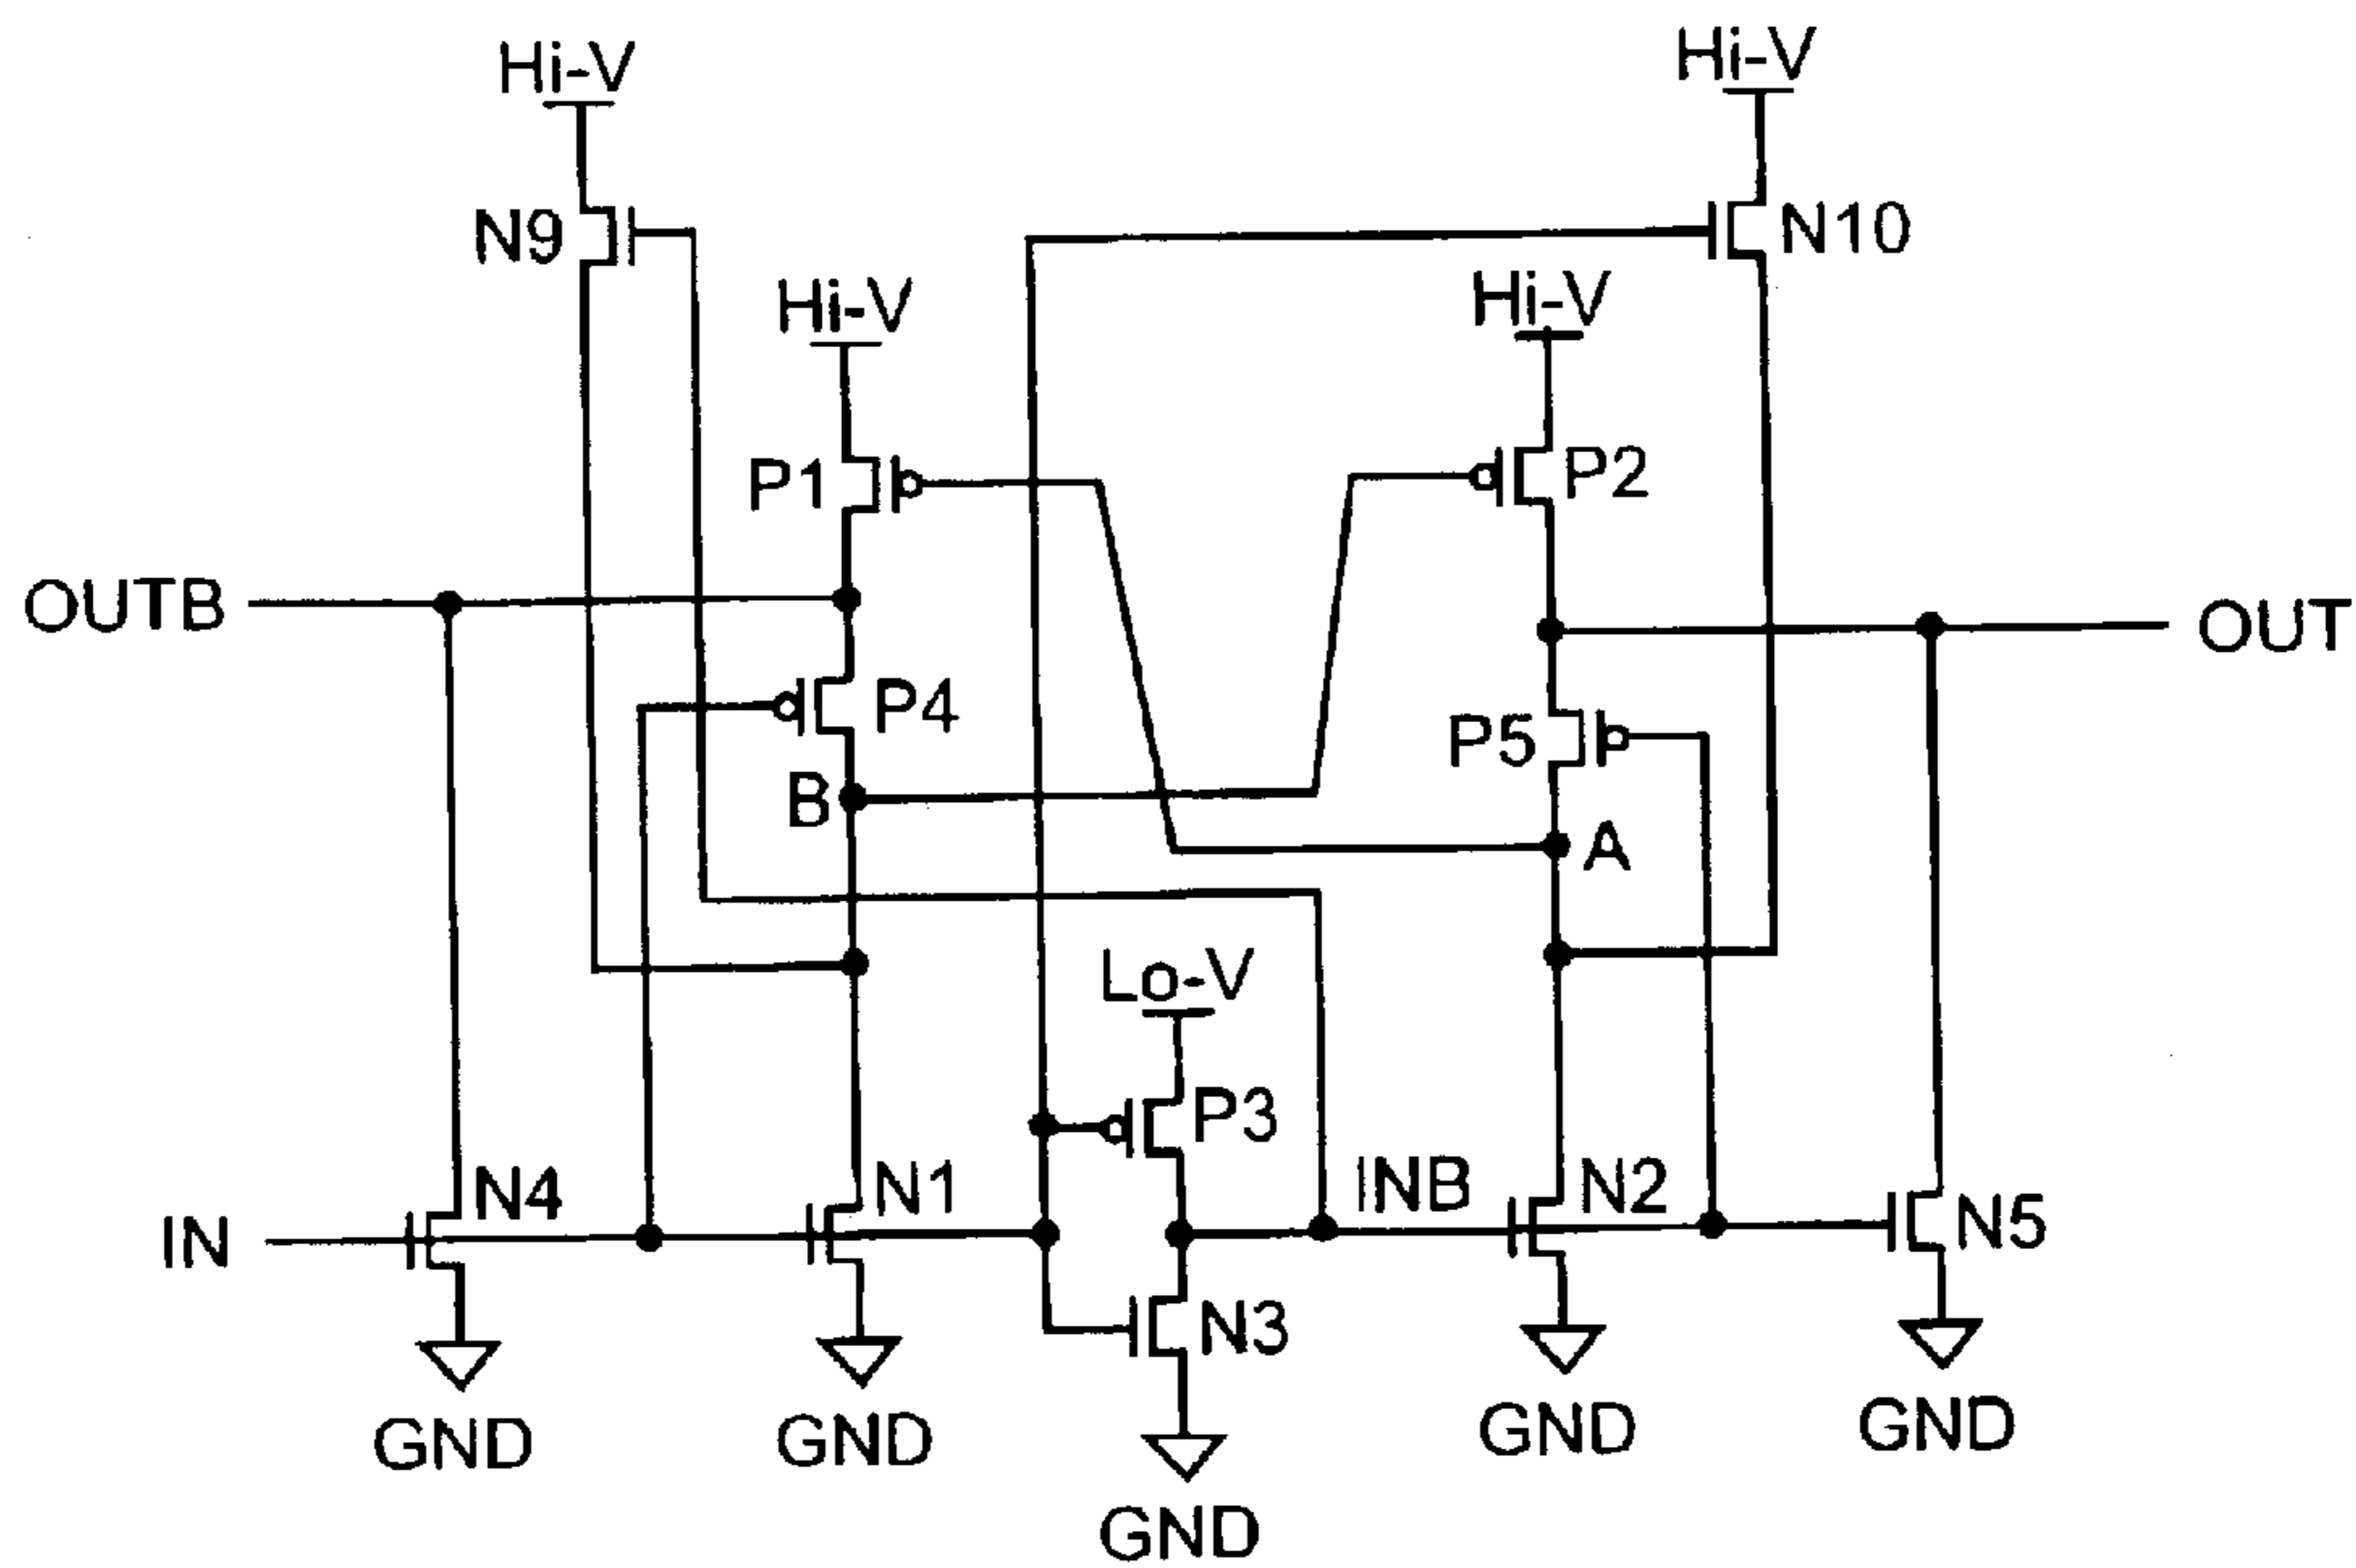 Hi-V
Hi-V
N9
N10
Hi-V
Hi-V
P1
P2
OUTB
OUT
P4
P5
B
A
Lo-V
P3
N4
N1
INB
N2
N5
IN
N3
GND
GND
GND
GND
GND